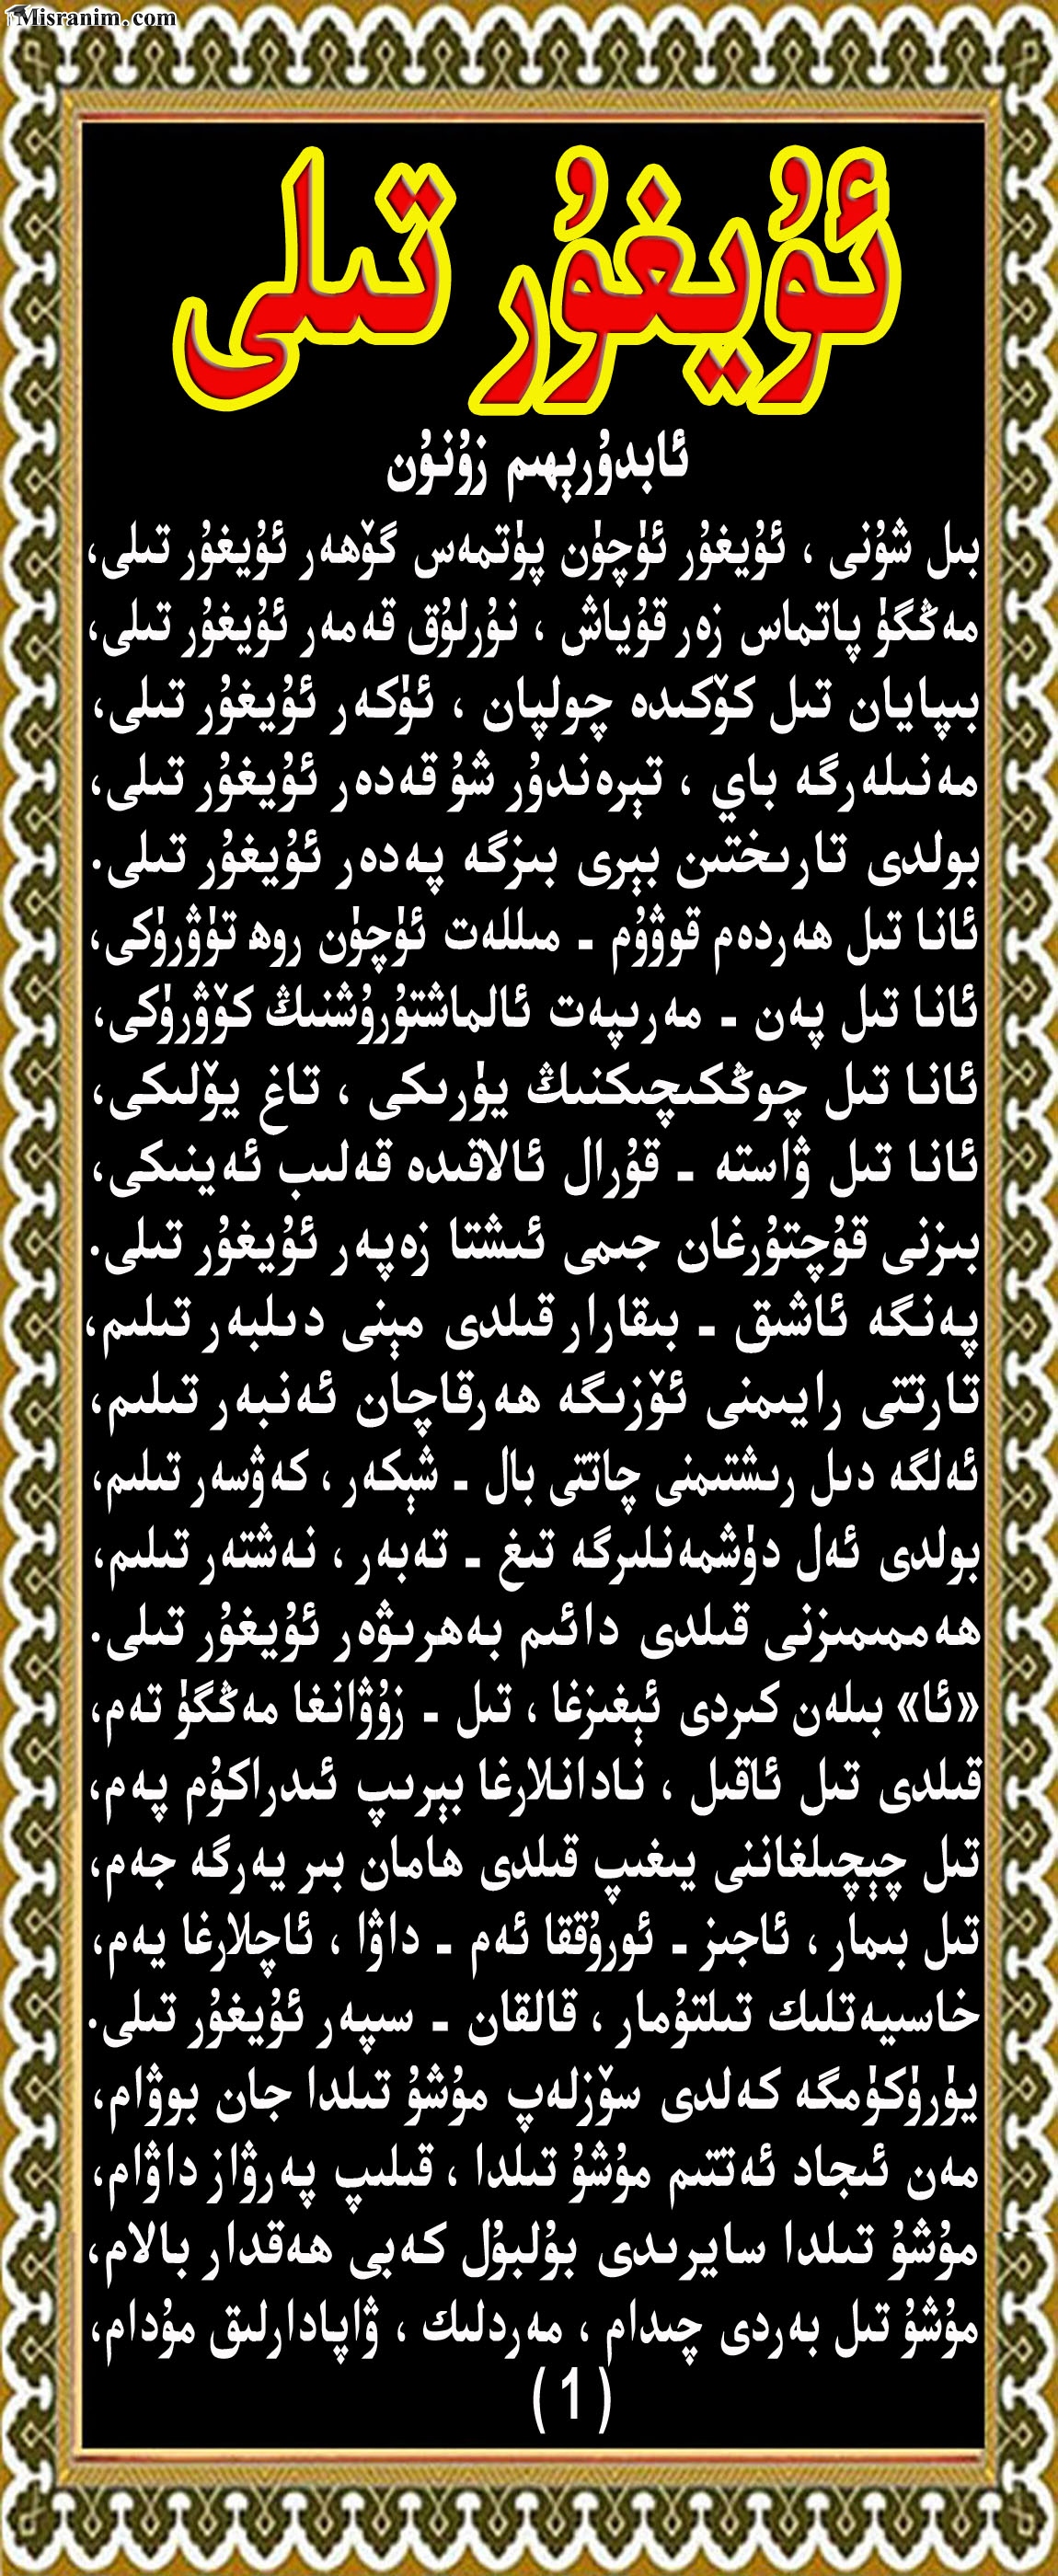 Misranim.com
ئۇيغۇر تىلى
ئابدۇرېھىم زۇنۇن
بىل شۇنى ، ئۇيغۇر ئۈچۈن پۈتمەس گۆھەر ئۇيغۇر تىلى،
مەڭگۈ پاتماس زەر قۇياش ، نۇرلۇق قەمەر ئۇيغۇر تىلى،
بىپايان تىل كۆكىدە چولپان ، ئۈكەر ئۇيغۇر تىلى،
مەنىلەرگە باي ، تېرەندۇر شۇ قەدەر ئۇيغۇر تىلى،
بولدى تارىختىن بېرى بىزگە پەدەر ئۇيغۇر تىلى.
ئانا تىل ھەردەم قوۋۇم ـ مىللەت ئۈچۈن روھ تۈۋرۈكى،
ئانا تىل پەن ـ مەرىپەت ئالماشتۇرۇشنىڭ كۆۋرۈكى،
ئانا تىل چوڭكىچىكنىڭ يۈرىكى ، تاغ يۆلىكى،
ئانا تىل ۋاستە ـ قۇرال ئالاقىدە قەلىب ئەينىكى،
بىزنى قۇچتۇرغان جىمى ئىشتا زەپەر ئۇيغۇر تىلى.
پەنگە ئاشىق ـ بىقارار قىلدى مېنى دىلبەر تىلىم،
تارتتى رايىمنى ئۆزىگە ھەرقاچان ئەنبەر تىلىم،
ئەلگە دىل رىشتىمنى چاتتى بال ـ شېكەر ، كەۋسەر تىلىم،
بولدى ئەل دۈشمەنلىرگە تىغ ـ تەبەر ، نەشتەر تىلىم،
ھەممىمىزنى قىلدى دائىم بەھرىۋەر ئۇيغۇر تىلى.
«ئا» بىلەن كىردى ئېغىزغا ، تىل ـ زۇۋانغا مەڭگۈ تەم،
قىلدى تىل ئاقىل ، نادانلارغا بېرىپ ئىدراكۇم پەم،
تىل چېچىلغاننى يىغىپ قىلدى ھامان بىر يەرگە جەم،
تىل بىمار ، ئاجىز ـ ئورۇققا ئەم ـ داۋا ، ئاچلارغا يەم،
خاسىيەتلىك تىلتۇمار ، قالقان ـ سىپەر ئۇيغۇر تىلى.
يۈرۈكۈمگە كەلدى سۆزلەپ مۇشۇ تىلدا جان بوۋام،
مەن ئىجاد ئەتتىم مۇشۇ تىلدا ، قىلىپ پەرۋاز داۋام،
مۇشۇ تىلدا سايرىدى بۇلبۇل كەبى ھەقدار بالام،
مۇشۇ تىل بەردى چىدام ، مەردلىك ، ۋاپادارلىق مۇدام،
( 1 )